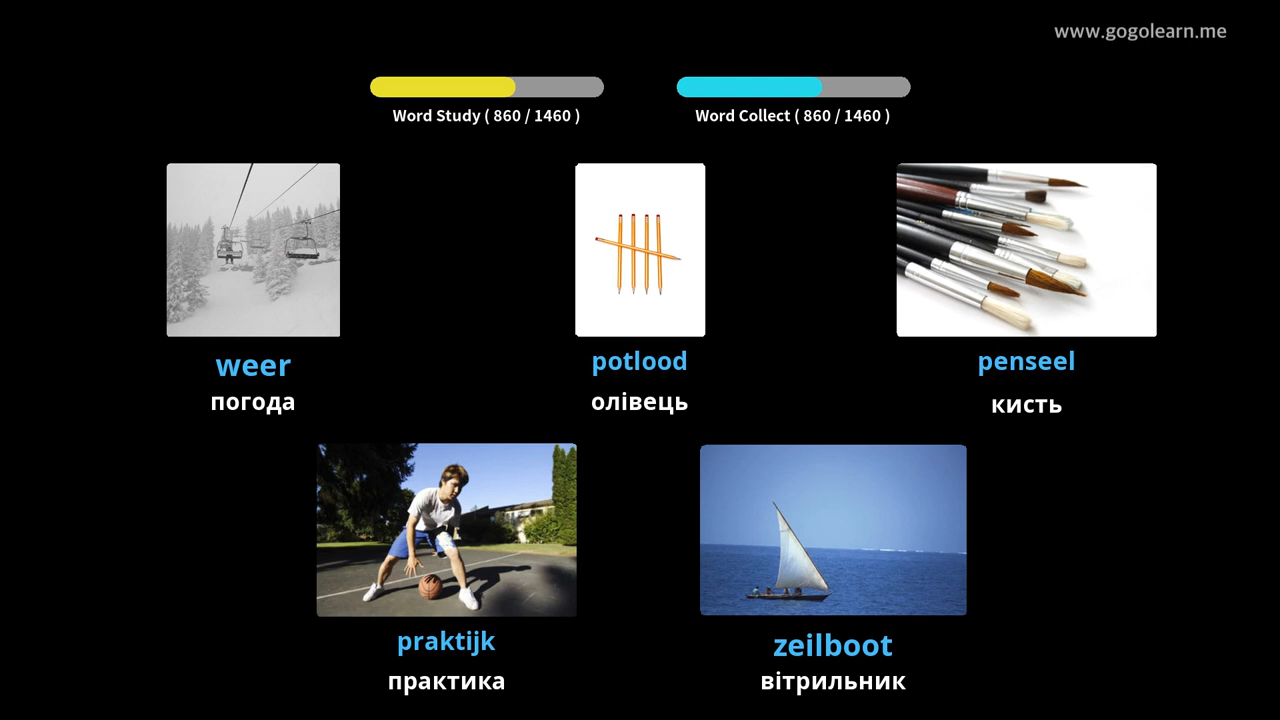 www.gogolearn.me
Word Study ( 860 / 1460 )
Word Collect ( 860 / 1460 )
weer
погода
potlood
олівець
penseel
кисть
praktijk
практика
zeilboot
вітрильник